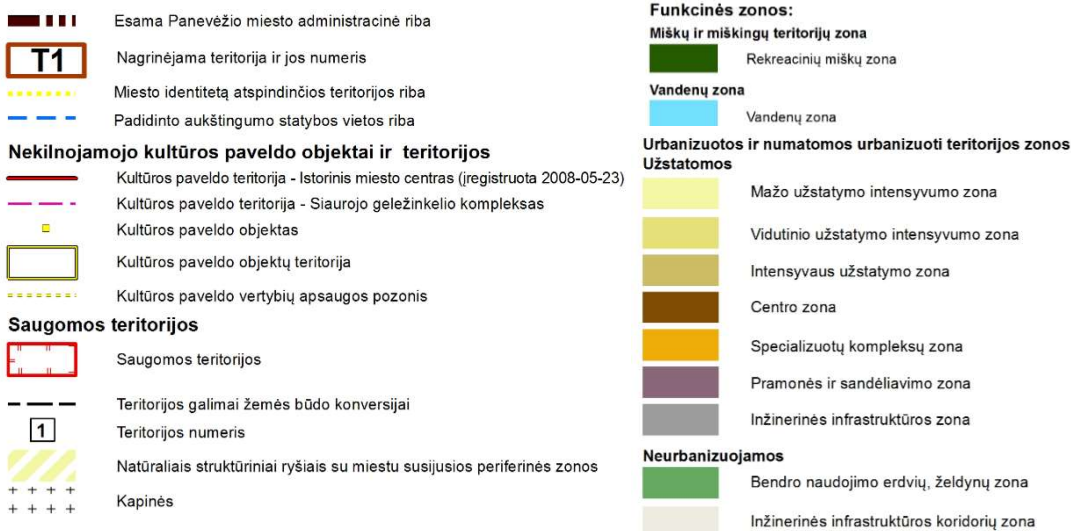 Esama Panevėžio miesto administracinė riba
T1
Nagrinėjama teritorija ir jos numeris
Miesto identitetą atspindinčios teritorijos riba
Padidinto aukštingumo statybos vietos riba
Nekilnojamojo kultūros paveldo objektai ir teritorijos
Kultūros paveldo teritorija - Istorinis miesto centras (įregistruota 2008-05-23)
Kultūros paveldo teritorija - Siaurojo geležinkelio kompleksas
Kultūros paveldo objektas
Kultūros paveldo objektų teritorija
Kultūros paveldo vertybių apsaugos pozonis
Saugomos teritorijos
Saugomos teritorijos
Teritorijos galimai žemės būdo konversijai
1
Teritorijos numeris
Natūraliais struktūriniai ryšiais su miestu susijusios periferinės zonos
Kapinės
Funkcinės zonos:
Miškų ir miškingų teritorijų zona
Rekreacinių miškų zona
Vandenų zona
Vandenų zona
Urbanizuotos ir numatomos urbanizuoti teritorijos zonos
Užstatomos
Mažo užstatymo intensyvumo zona
Vidutinio užstatymo intensyvumo zona
Intensyvaus užstatymo zona
Centro zona
Specializuotų kompleksų zona
Pramonės ir sandėliavimo zona
Inžinerinės infrastruktūros zona
Neurbanizuojamos
Bendro naudojimo erdvių, želdynų zona
Inžinerinės infrastruktūros koridorių zona